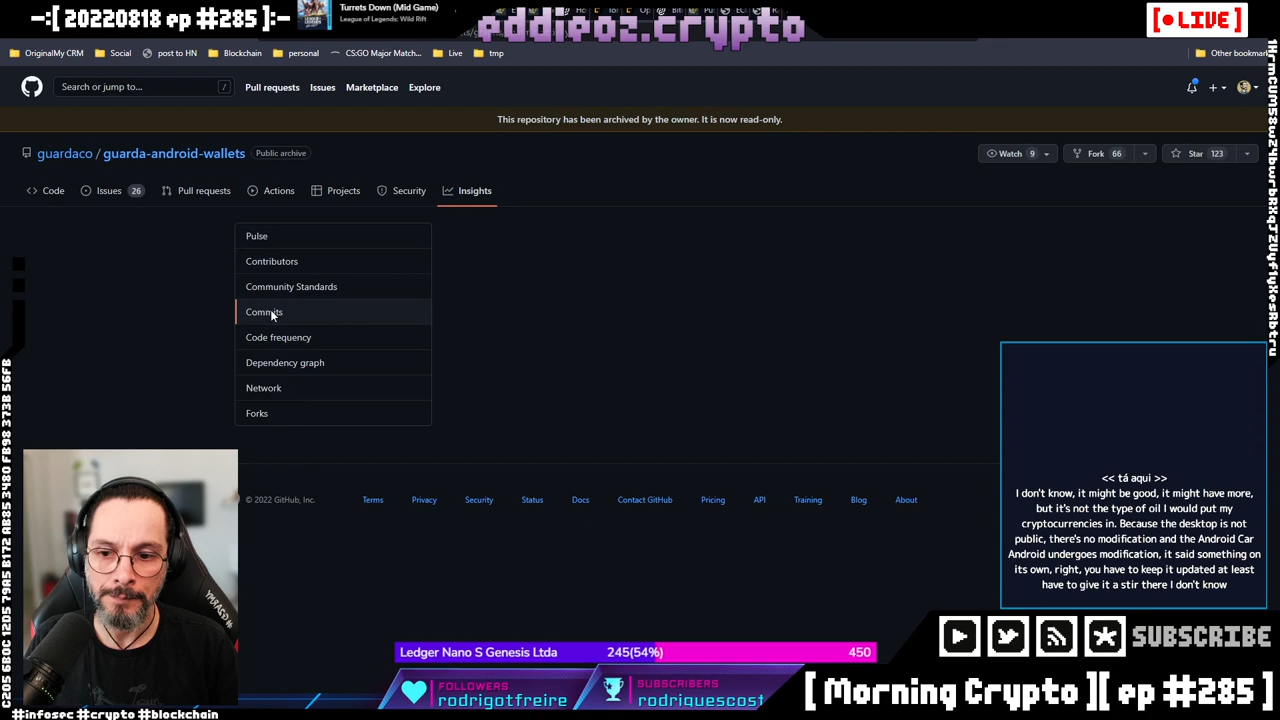 -:[ 20220818 ep #285 ]:-
Turrets Down (Mid Game)
League of Legends: Wild Rift
eddieoz.crypto
[●LIVE]
OriginalMy CRM
Social
post to HN
Blockchain
personal
CS:GO Major Match...
Live
tmp
Other bookmar
Search or jump to...
/
Pull requests
Issues
Marketplace
Explore
This repository has been archived by the owner. It is now read-only.
guardaco / guarda-android-wallets
Public archive
Watch 9
Fork 66
Star 123
Code
Issues 26
Pull requests
Actions
Projects
Security
Insights
Pulse
Contributors
Community Standards
Commits
Code frequency
Dependency graph
Network
Forks
© 2022 GitHub, Inc.
Terms
Privacy
Security
Status
Docs
Contact GitHub
Pricing
API
Training
Blog
About
<< tá aqui >>
I don't know, it might be good, it might have more,
but it's not the type of oil I would put my
cryptocurrencies in. Because the desktop is not
public, there's no modification and the Android Car
Android undergoes modification, it said something on
its own, right, you have to keep it updated at least
have to give it a stir there I don't know
Ledger Nano S Genesis Ltda
245(54%)
450
FOLLOWERS
rodrigotfreire
SUBSCRIBERS
rodriguescost
SUBSCRIBE
[ Morning Crypto ][ ep #285 ]
#infosec #crypto #blockchain